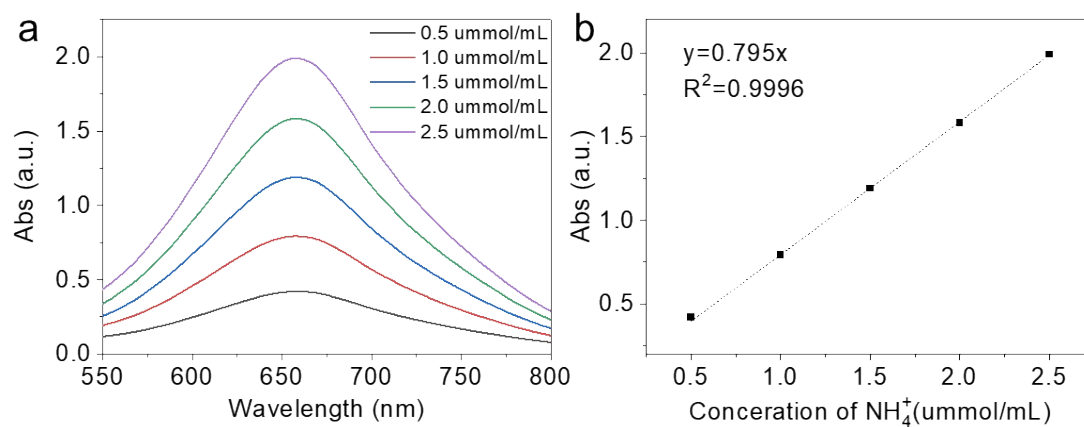 a
0.5 ummol/mL
1.0 ummol/mL
1.5 ummol/mL
2.0 ummol/mL
2.5 ummol/mL
2.0
1.5
1.0
0.5
0.0
Abs (a.u.)
550 600 650 700 750 800
Wavelength (nm)
b
y=0.795x
R²=0.9996
2.0
1.5
1.0
0.5
Abs (a.u.)
0.5 1.0 1.5 2.0 2.5
Conceration of NH₄⁺(ummol/mL)